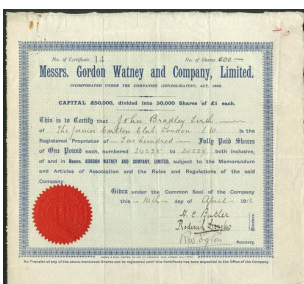 No. of Certificate 14 No. of Shares 200
Messrs. Gordon Watney and Company, Limited.
INCORPORATED UNDER THE COMPANIES (CONSOLIDATION) ACT, 1908.
CAPITAL £50,000, divided into 50,000 Shares of £1 each.
This is to Certify that John Bradley Firth
of The Junior Carlton Club, London S.W. is the
Registered Proprietor of Two hundred Fully Paid Shares
of One Pound each, numbered to both inclusive,
of and in Messrs. GORDON WATNEY AND COMPANY, LIMITED, subject to the Memorandum
and Articles of Association and the Rules and Regulations of the said
Company.
Given under the Common Seal of the Company
this 10th day of April 191
H. C. Butler
Roderick
Secretary.
No Transfer of any of the above mentioned Shares can be registered until this Certificate has been deposited at the Office of the Company.